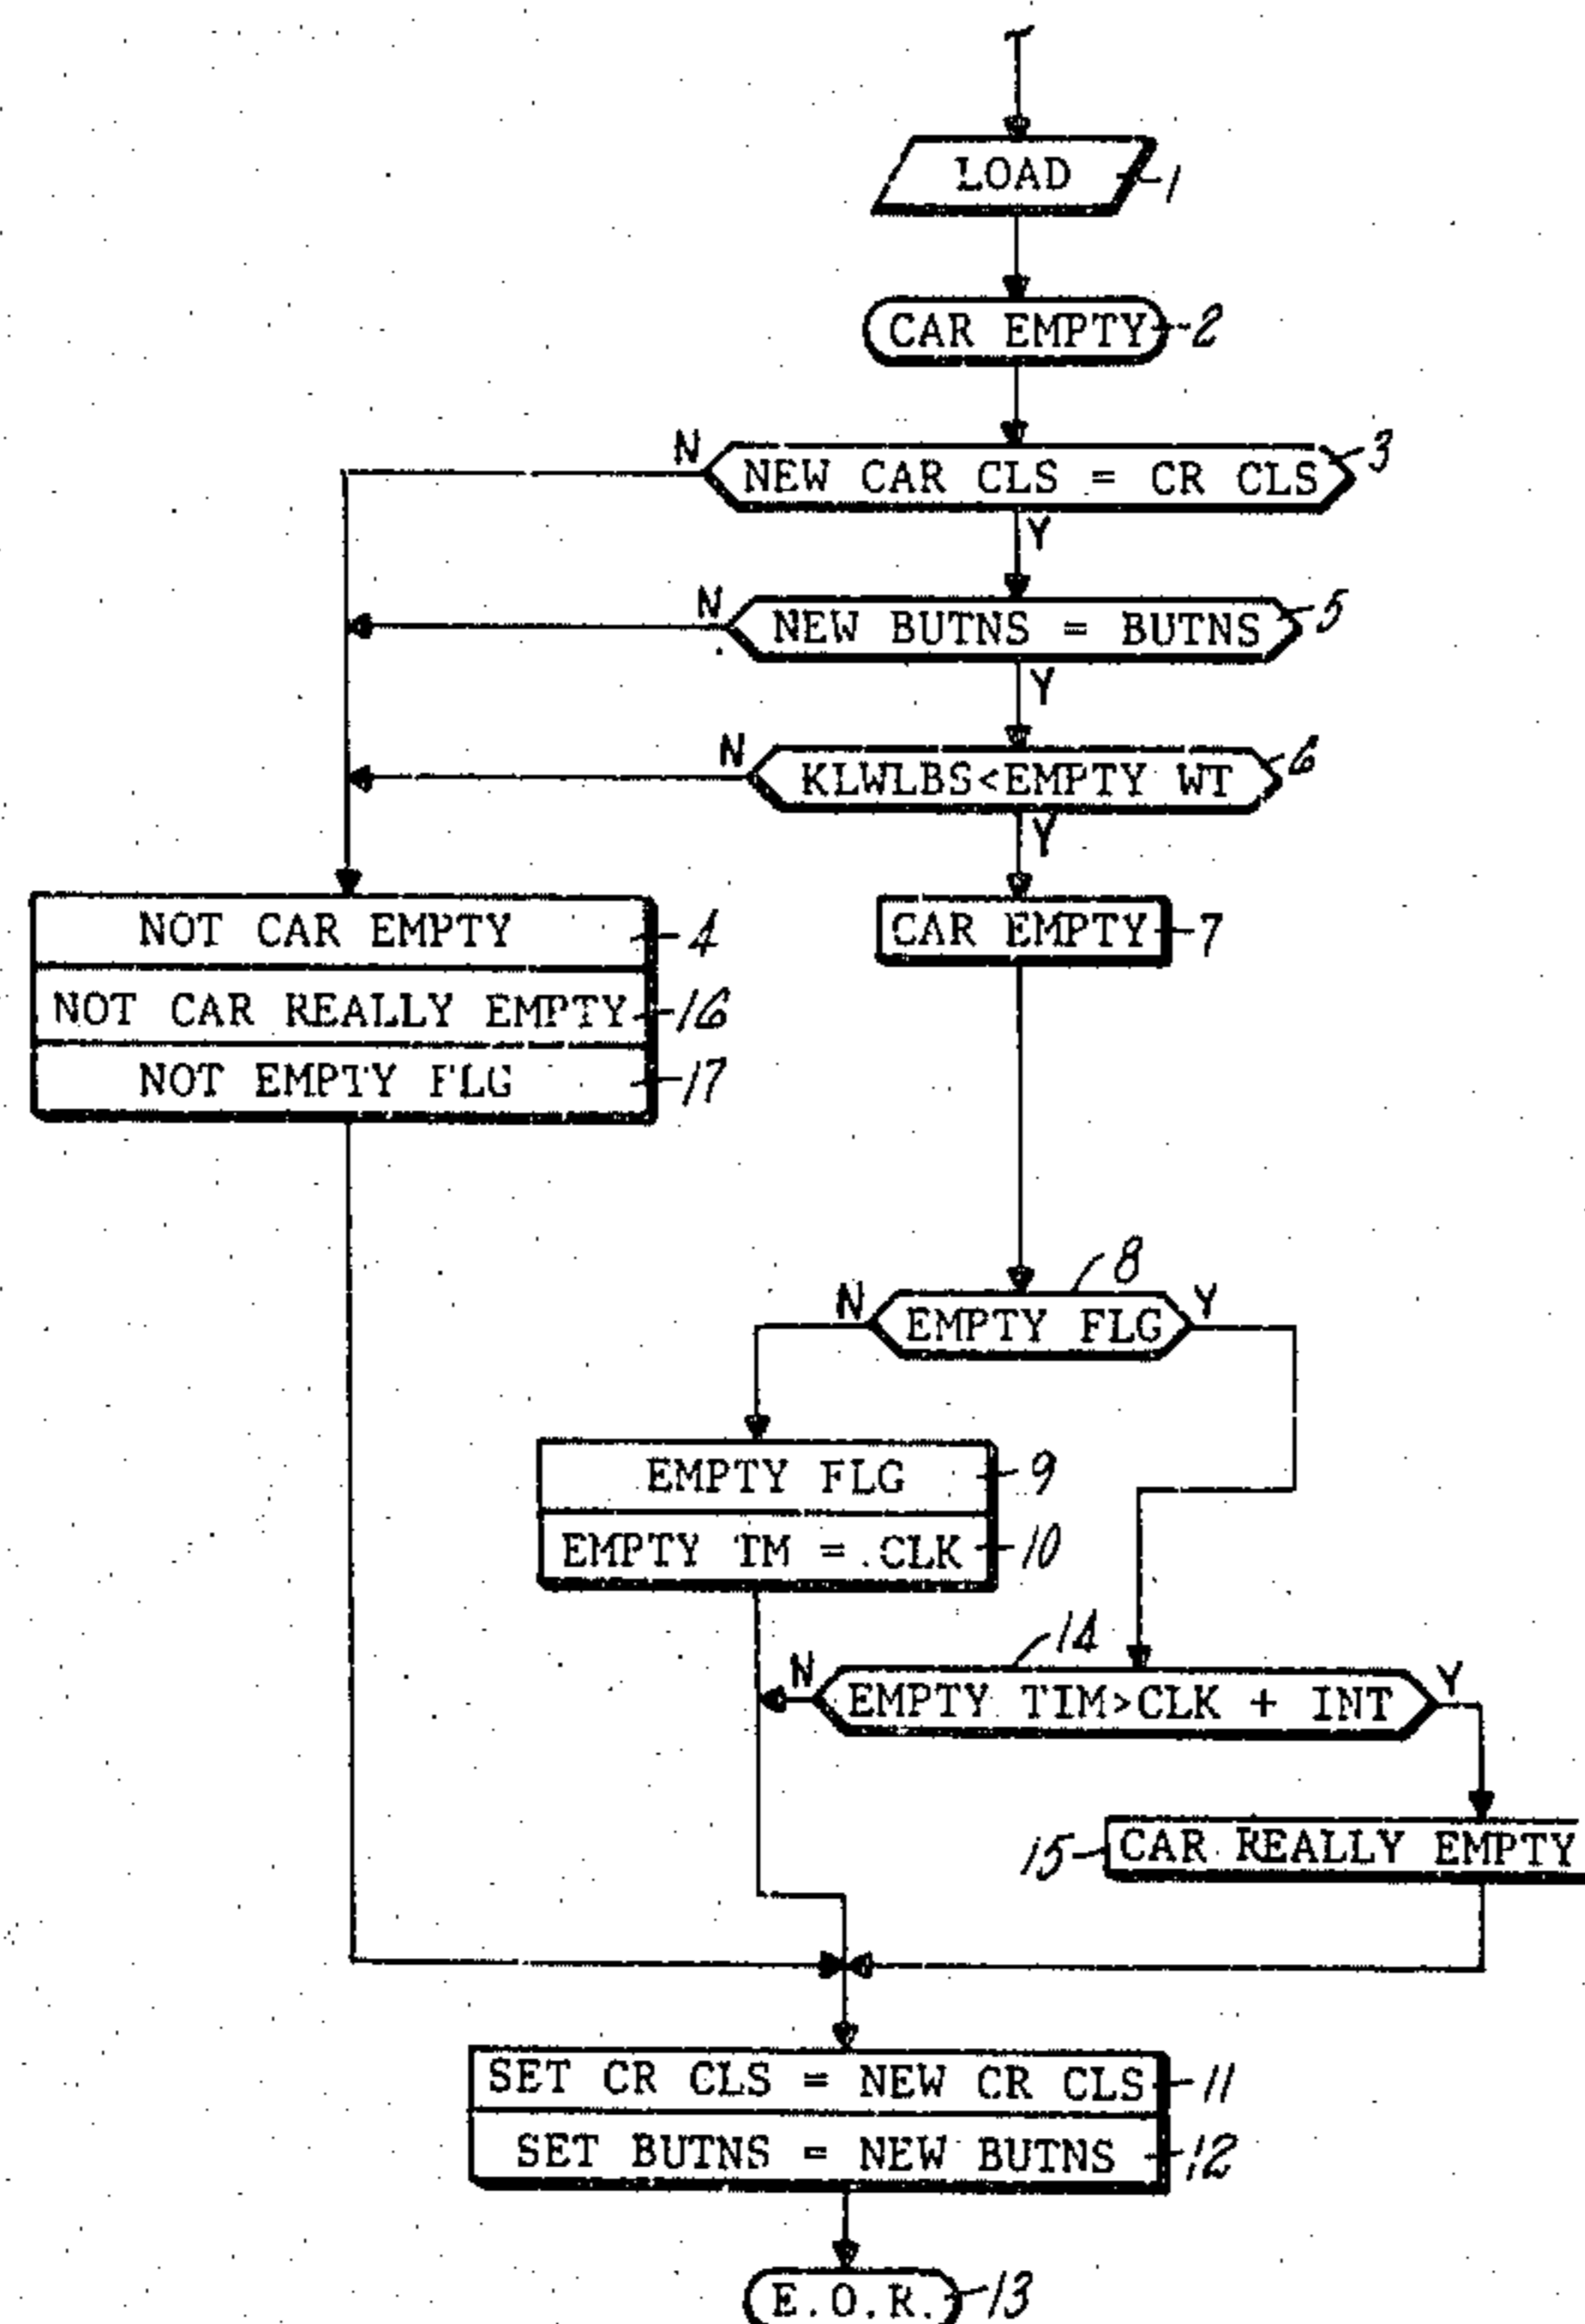 LOAD 1
CAR EMPTY 2
N NEW CAR CLS = CR CLS 3
Y
N NEW BUTNS = BUTNS 5
Y
N KLWLBS<EMPTY WT 6
Y
NOT CAR EMPTY 4
NOT CAR REALLY EMPTY 16
NOT EMPTY FLG 17
CAR EMPTY 7
8
N EMPTY FLG Y
EMPTY FLG 9
EMPTY TM = CLK 10
14
N EMPTY TIM>CLK + INT Y
15 CAR REALLY EMPTY
SET CR CLS = NEW CR CLS 11
SET BUTNS = NEW BUTNS 12
E.O.R. 13